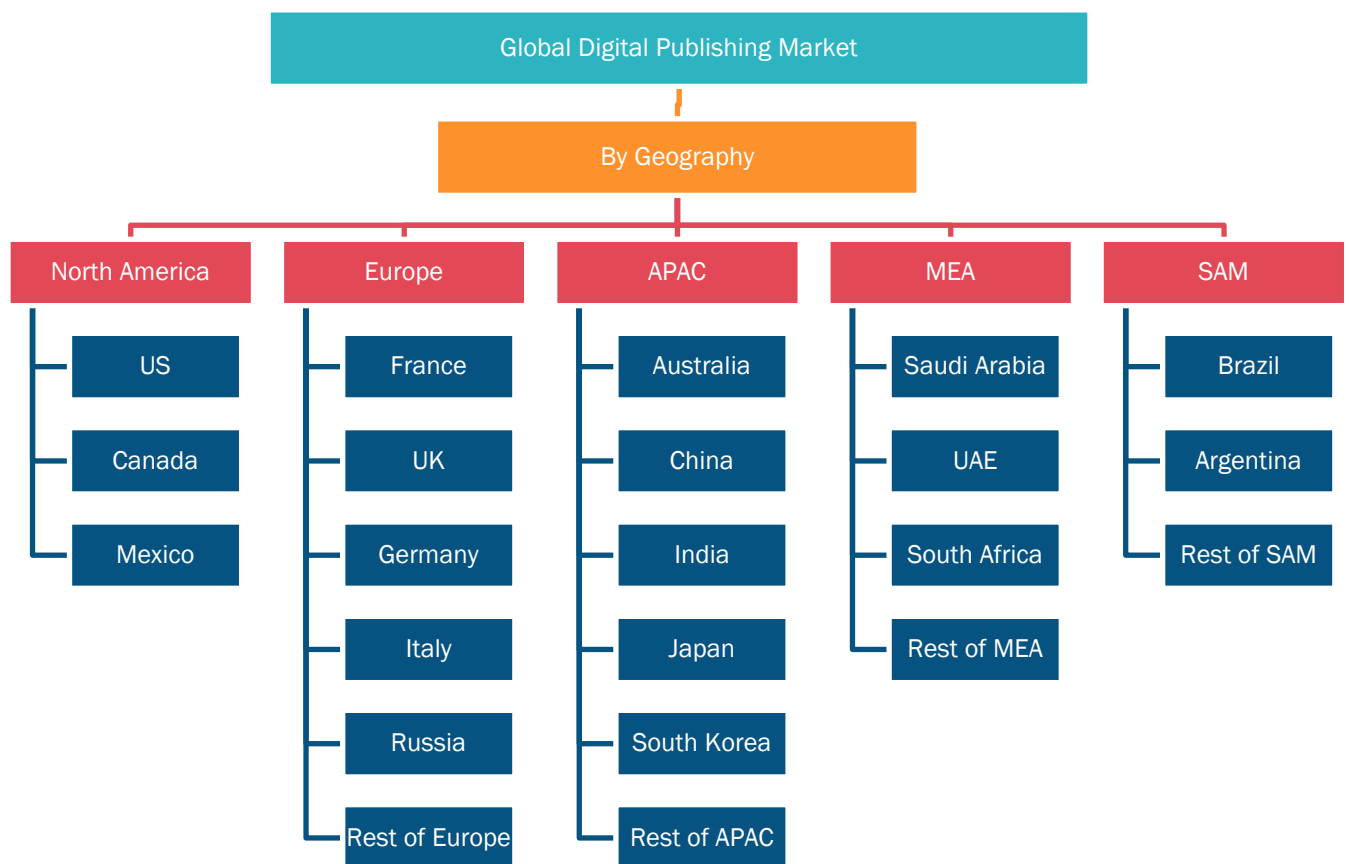 Global Digital Publishing Market
By Geography
North America
Europe
APAC
MEA
SAM
US
Canada
Mexico
France
UK
Germany
Italy
Russia
Rest of Europe
Australia
China
India
Japan
South Korea
Rest of APAC
Saudi Arabia
UAE
South Africa
Rest of MEA
Brazil
Argentina
Rest of SAM